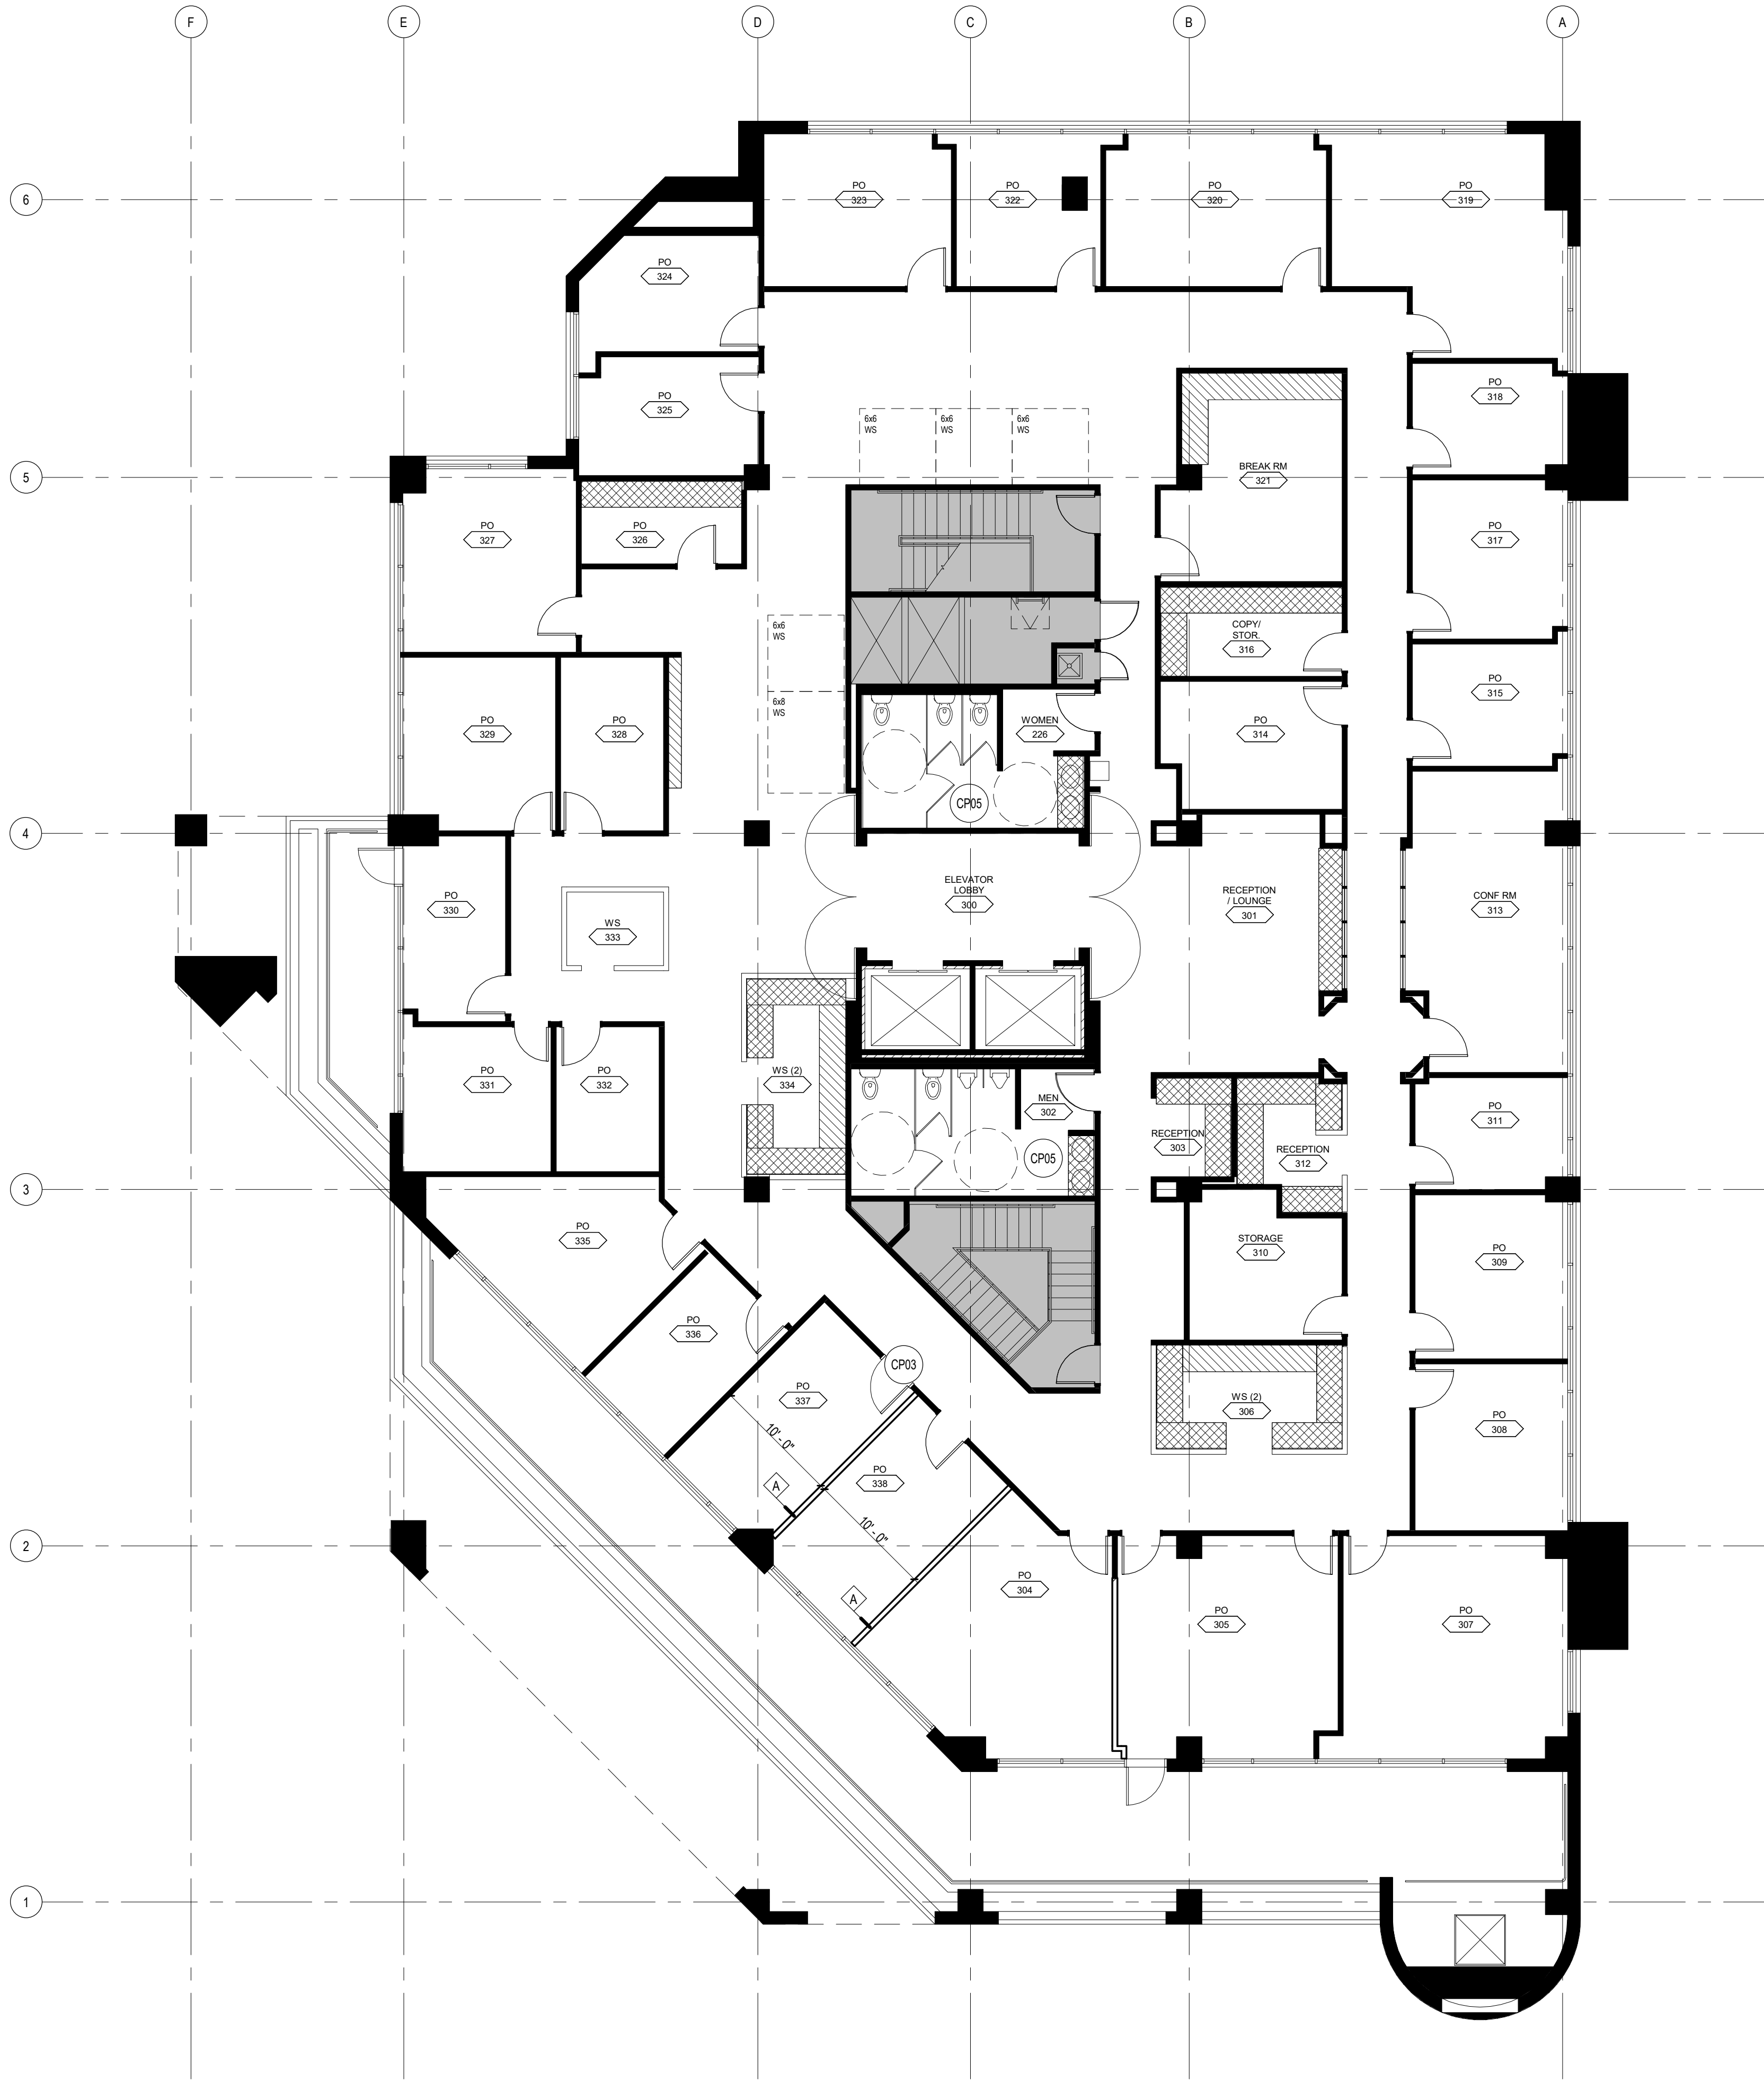 F
E
D
C
B
A
6
PO
323
PO
322
PO
320
PO
319
PO
324
PO
325
PO
318
6x6
WS
6x6
WS
6x6
WS
5
BREAK RM
321
PO
327
PO
326
PO
317
6x6
WS
COPY/
STOR.
316
6x8
WS
PO
315
PO
329
PO
328
WOMEN
226
PO
314
CP05
4
PO
330
WS
333
ELEVATOR
LOBBY
300
RECEPTION
/ LOUNGE
301
CONF RM
313
PO
331
PO
332
WS (2)
334
MEN
302
PO
311
RECEPTION
303
RECEPTION
312
CP05
3
PO
335
STORAGE
310
PO
309
PO
336
CP03
PO
337
WS (2)
306
PO
308
10' - 0"
A
PO
338
10' - 0"
2
A
PO
304
PO
305
PO
307
1